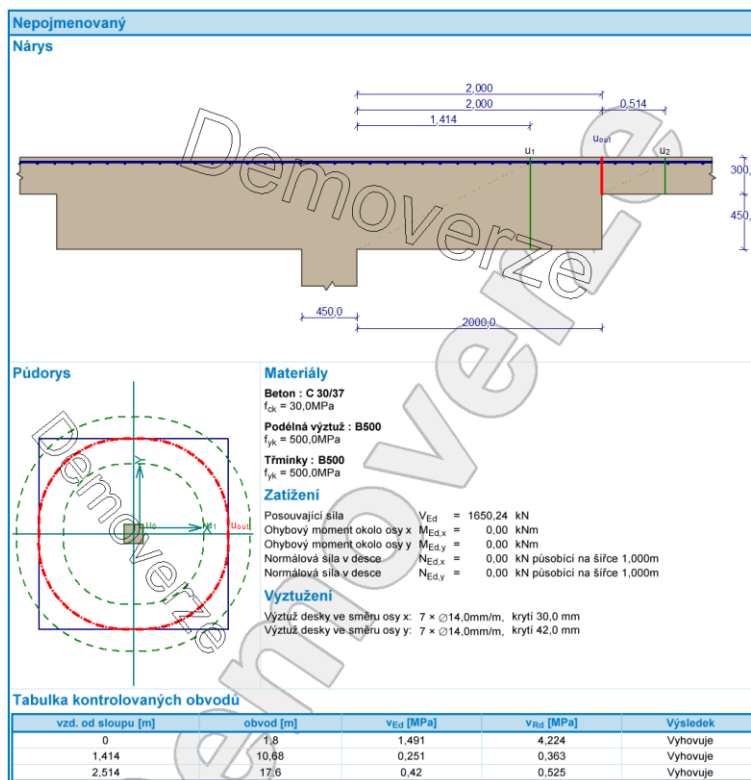 Nepojmenovaný
Nárys
2,000
2,000
0,514
1,414
u1
uout
u2
300,
450,
450,0
2000,0
Půdorys
Y
X
u0
u1
uout
Materiály
Beton : C 30/37
fck = 30,0MPa
Podélná výztuž : B500
fyk = 500,0MPa
Třmínky : B500
fyk = 500,0MPa
Zatížení
Posouvající síla VEd = 1650,24 kN
Ohybový moment okolo osy x MEd,x = 0,00 kNm
Ohybový moment okolo osy y MEd,y = 0,00 kNm
Normálová síla v desce NEd,x = 0,00 kN působící na šířce 1,000m
Normálová síla v desce NEd,y = 0,00 kN působící na šířce 1,000m
Vyztužení
Výztuž desky ve směru osy x: 7 × ∅14,0mm/m, krytí 30,0 mm
Výztuž desky ve směru osy y: 7 × ∅14,0mm/m, krytí 42,0 mm
Tabulka kontrolovaných obvodů
vzd. od sloupu [m] obvod [m] vEd [MPa] vRd [MPa] Výsledek
0 1,8 1,491 4,224 Vyhovuje
1,414 10,68 0,251 0,363 Vyhovuje
2,514 17,6 0,42 0,525 Vyhovuje
Demoverze
Demoverze
Demoverze